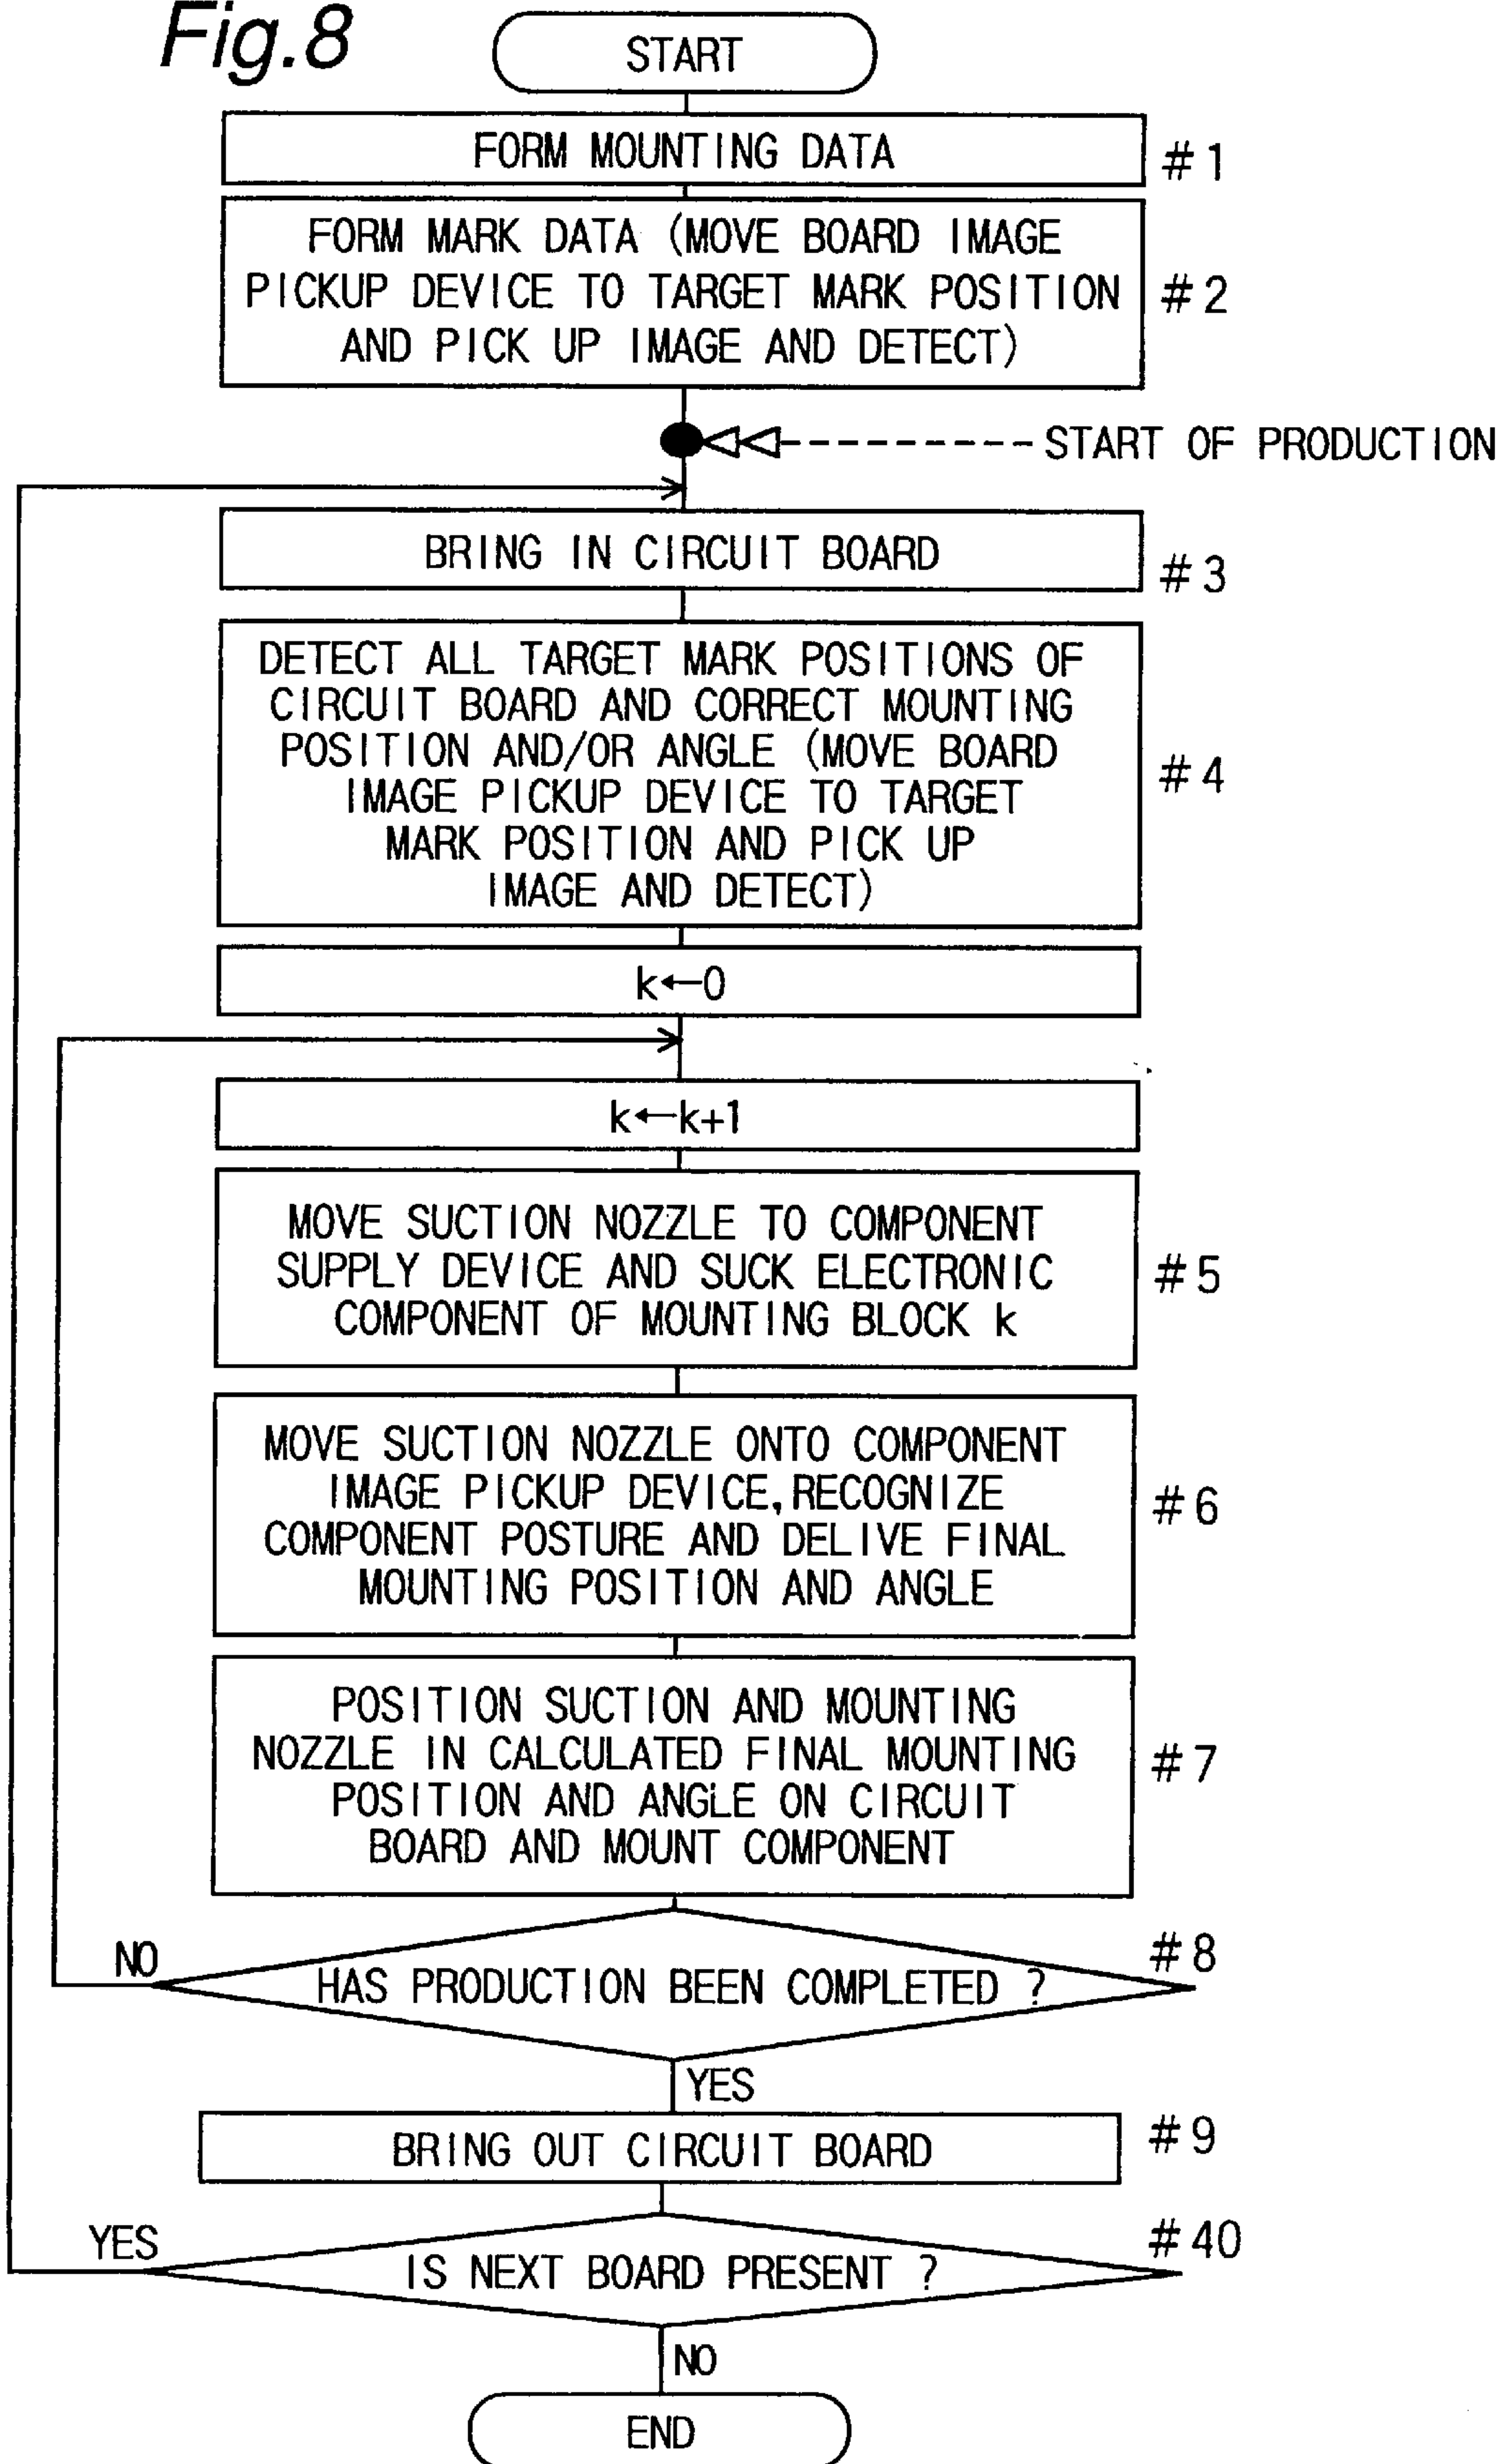 Fig.8
START
FORM MOUNTING DATA
#1
FORM MARK DATA (MOVE BOARD IMAGE
PICKUP DEVICE TO TARGET MARK POSITION
AND PICK UP IMAGE AND DETECT)
#2
START OF PRODUCTION
BRING IN CIRCUIT BOARD
#3
DETECT ALL TARGET MARK POSITIONS OF
CIRCUIT BOARD AND CORRECT MOUNTING
POSITION AND/OR ANGLE (MOVE BOARD
IMAGE PICKUP DEVICE TO TARGET
MARK POSITION AND PICK UP
IMAGE AND DETECT)
#4
k←0
k←k+1
MOVE SUCTION NOZZLE TO COMPONENT
SUPPLY DEVICE AND SUCK ELECTRONIC
COMPONENT OF MOUNTING BLOCK k
#5
MOVE SUCTION NOZZLE ONTO COMPONENT
IMAGE PICKUP DEVICE,RECOGNIZE
COMPONENT POSTURE AND DELIVE FINAL
MOUNTING POSITION AND ANGLE
#6
POSITION SUCTION AND MOUNTING
NOZZLE IN CALCULATED FINAL MOUNTING
POSITION AND ANGLE ON CIRCUIT
BOARD AND MOUNT COMPONENT
#7
#8
NO
HAS PRODUCTION BEEN COMPLETED ?
YES
BRING OUT CIRCUIT BOARD
#9
#40
YES
IS NEXT BOARD PRESENT ?
NO
END